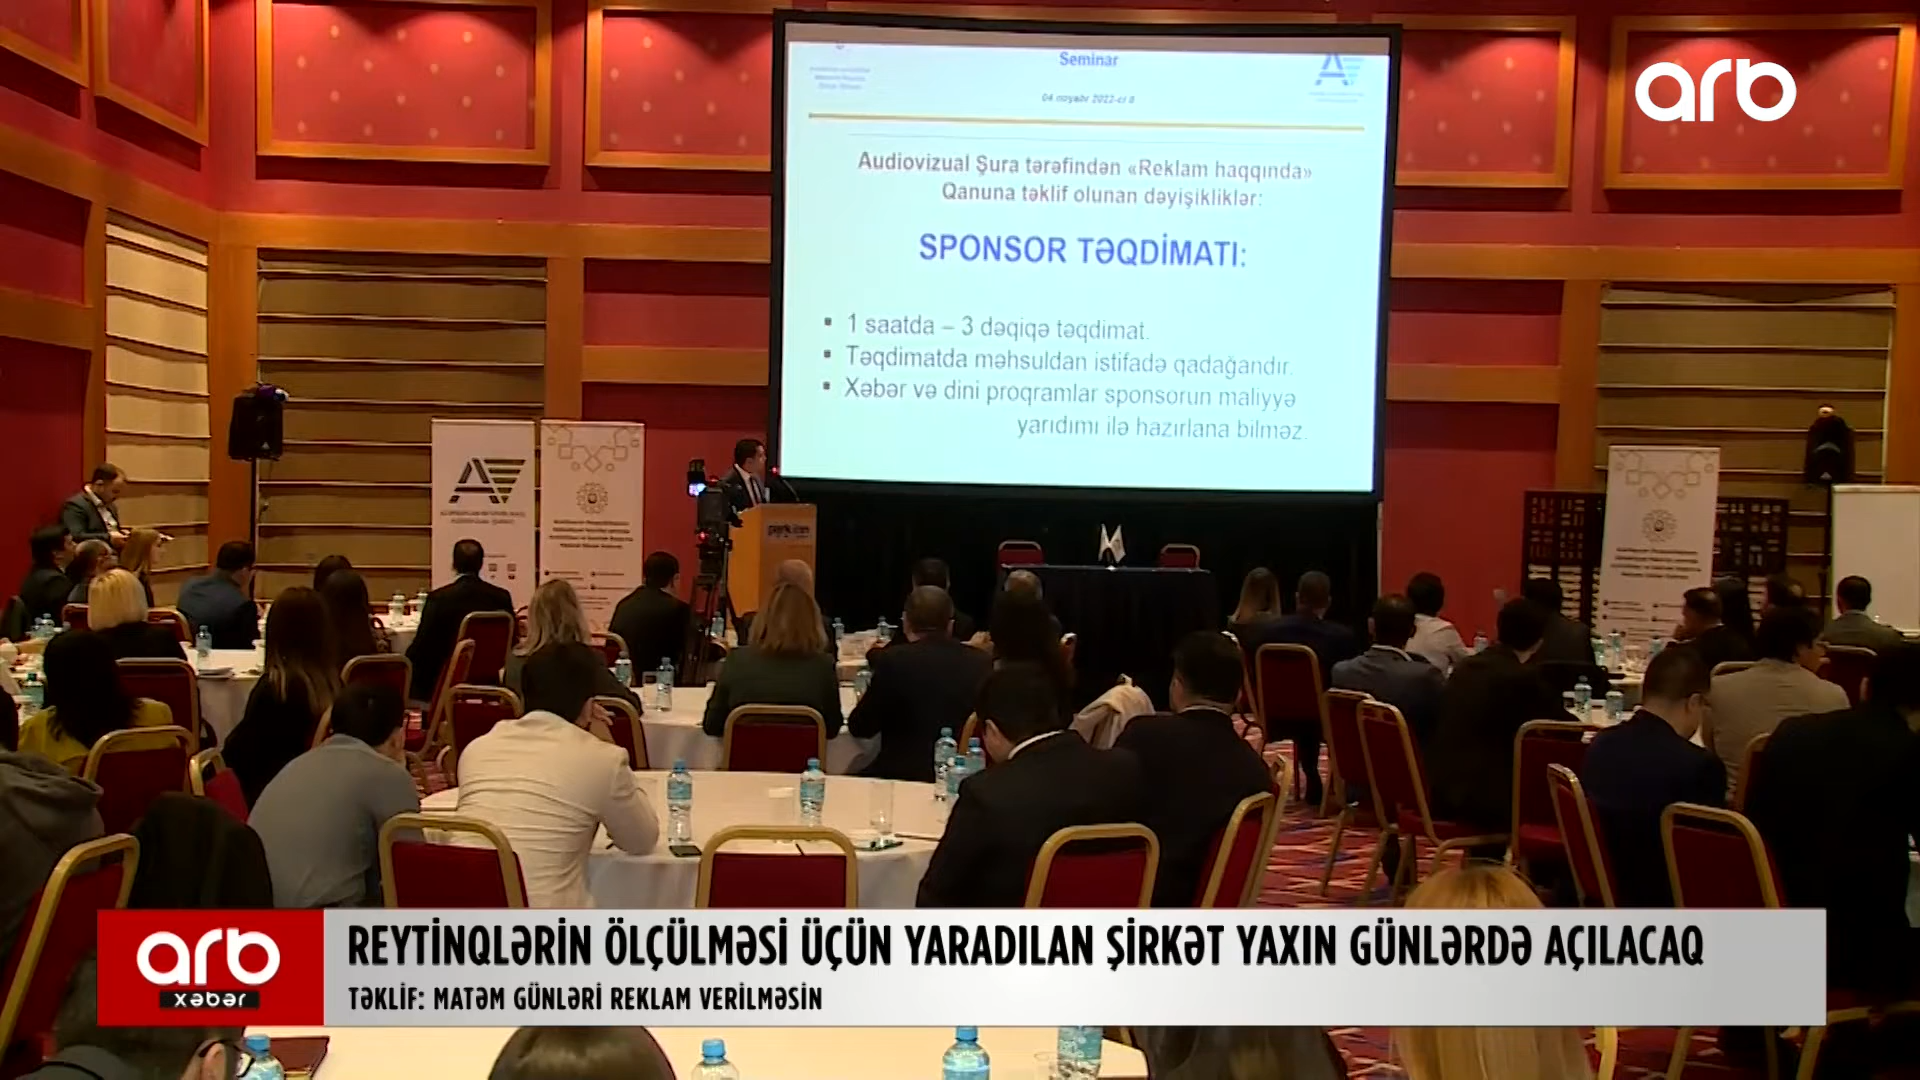 Seminar
arb
04 noyabr 2022-ci il
Audiovizual Şura tərəfindən «Reklam haqqında»
Qanuna təklif olunan dəyişikliklər:
SPONSOR TƏQDİMATI:
▪ 1 saatda – 3 dəqiqə təqdimat.
▪ Təqdimatda məhsuldan istifadə qadağandır.
▪ Xəbər və dini proqramlar sponsorun maliyyə
yarıdımı ilə hazırlana bilməz.
park inn
arb
xəbər
REYTİNQLƏRİN ÖLÇÜLMƏSİ ÜÇÜN YARADILAN ŞİRKƏT YAXIN GÜNLƏRDƏ AÇILACAQ
TƏKLİF: MATƏM GÜNLƏRİ REKLAM VERİLMƏSİN